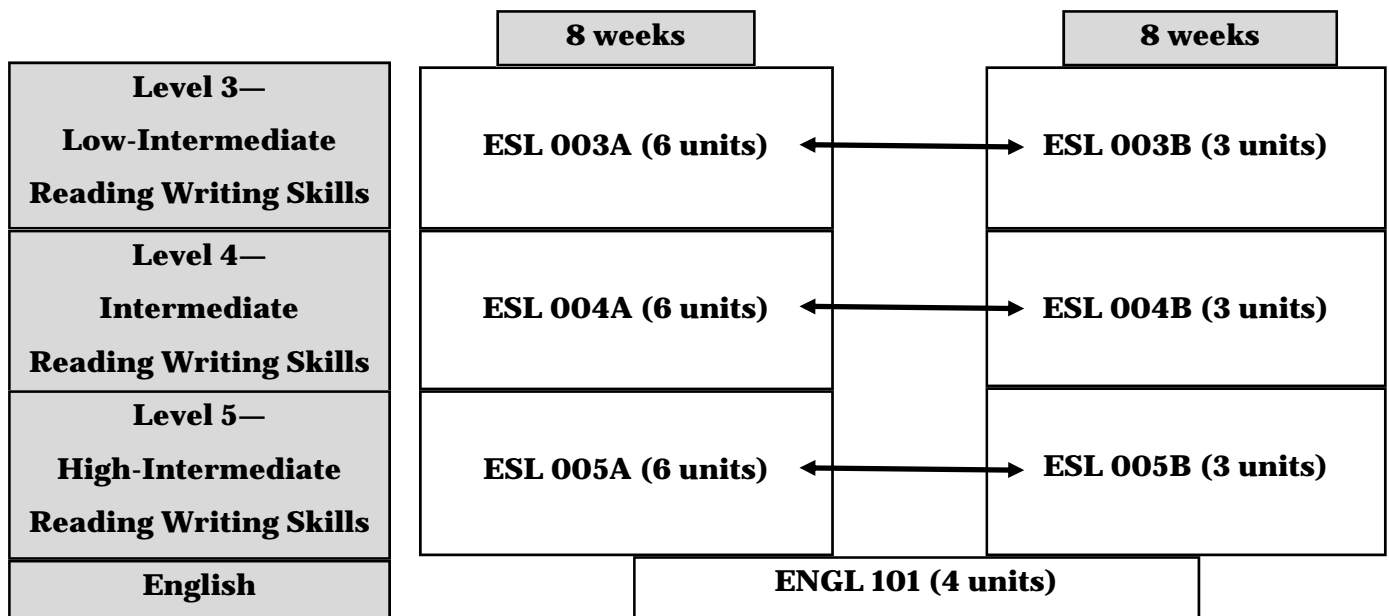 8 weeks
8 weeks
Level 3—
Low-Intermediate
Reading Writing Skills
ESL 003A (6 units)
ESL 003B (3 units)
Level 4—
Intermediate
Reading Writing Skills
ESL 004A (6 units)
ESL 004B (3 units)
Level 5—
High-Intermediate
Reading Writing Skills
ESL 005A (6 units)
ESL 005B (3 units)
English
ENGL 101 (4 units)